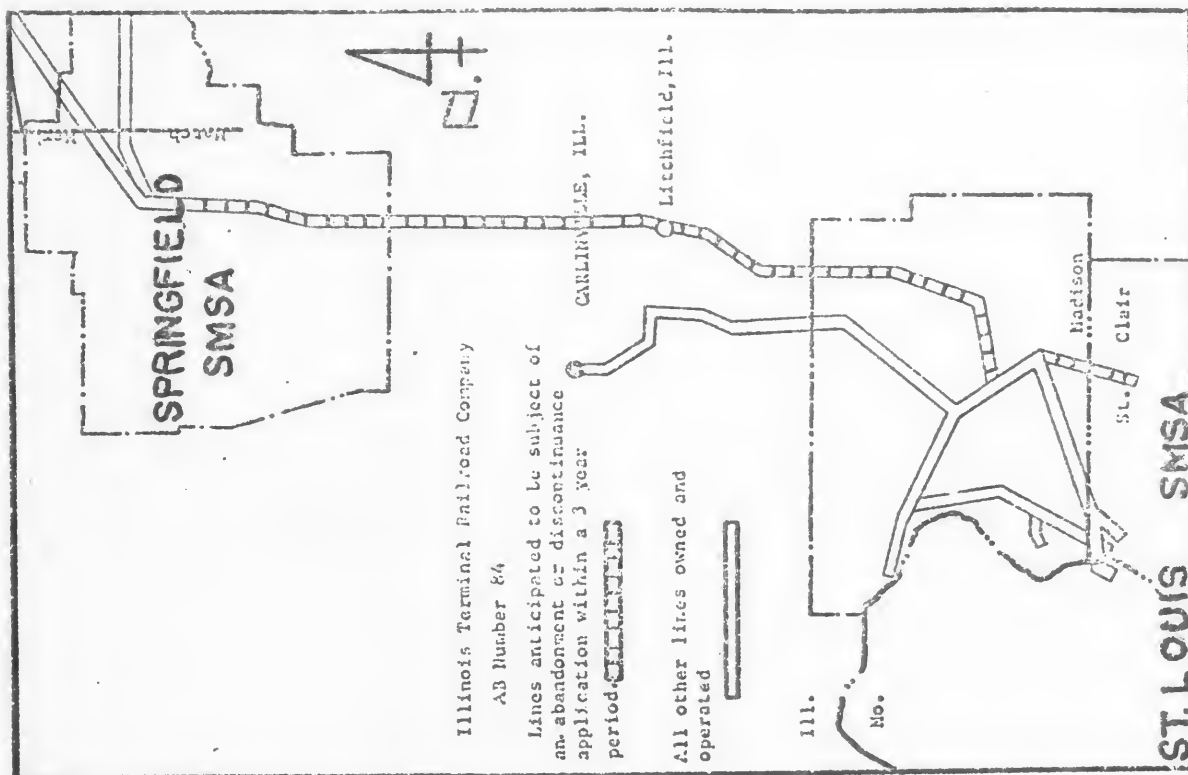 SPRINGFIELD
SMSA
CARLINVILLE, ILL.
Litchfield, Ill.
Illinois Terminal Railroad Company
AB Number 84
Lines anticipated to be subject of
an abandonment or discontinuance
application within a 3 year
period.
All other lines owned and
operated
Ill.
Mo.
Madison
St. Clair
ST. LOUIS SMSA